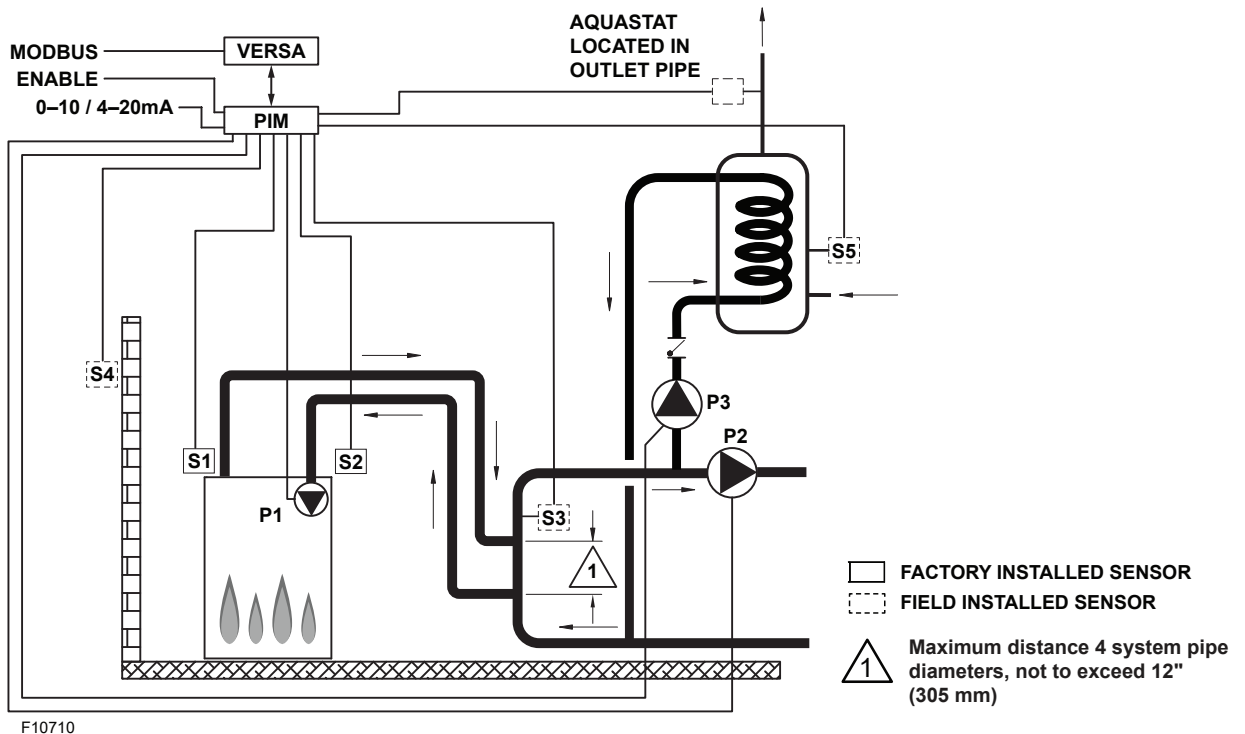 AQUASTAT
LOCATED IN
OUTLET PIPE
MODBUS
VERSA
ENABLE
0–10 / 4–20mA
PIM
S5
S4
P3
P2
S1
S2
P1
S3
1
FACTORY INSTALLED SENSOR
FIELD INSTALLED SENSOR
1
Maximum distance 4 system pipe
diameters, not to exceed 12"
(305 mm)
F10710